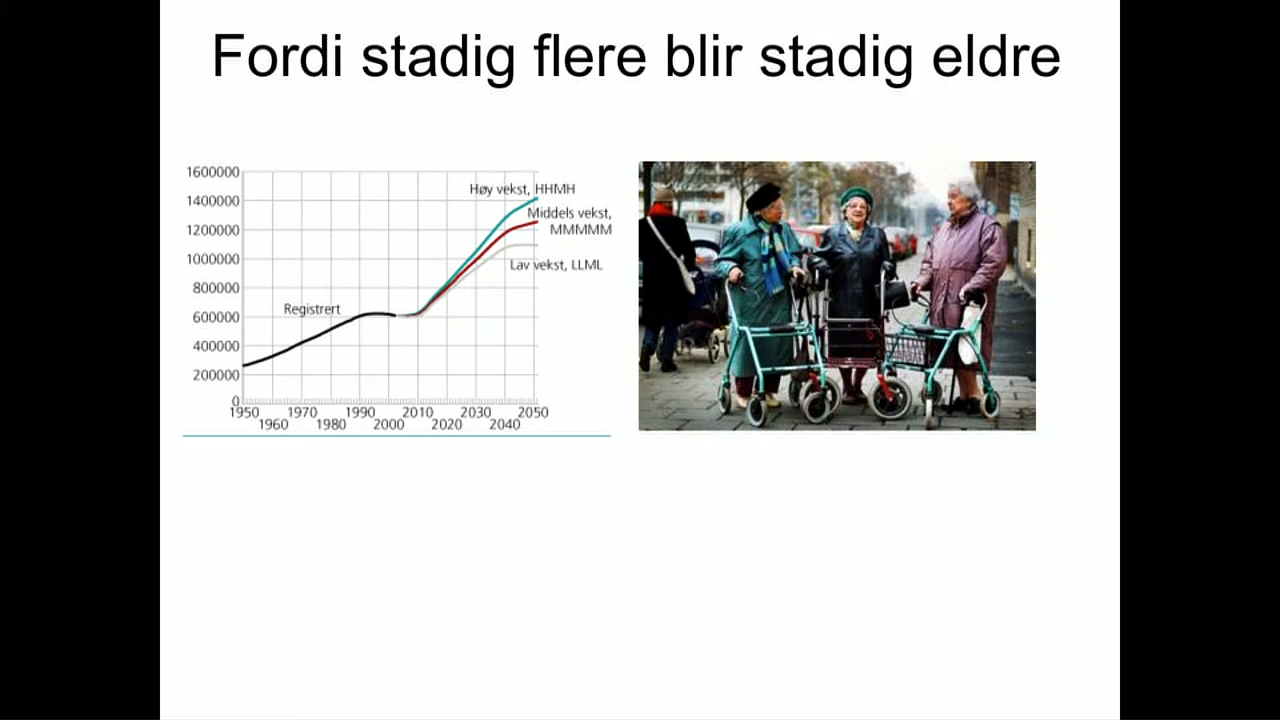 Fordi stadig flere blir stadig eldre
1600000
1400000
1200000
1000000
800000
600000
400000
200000
0
Høy vekst, HHMH
Middels vekst,
MMMMM
Lav vekst, LLML
Registrert
1950 1970 1990 2010 2030 2050
1960 1980 2000 2020 2040